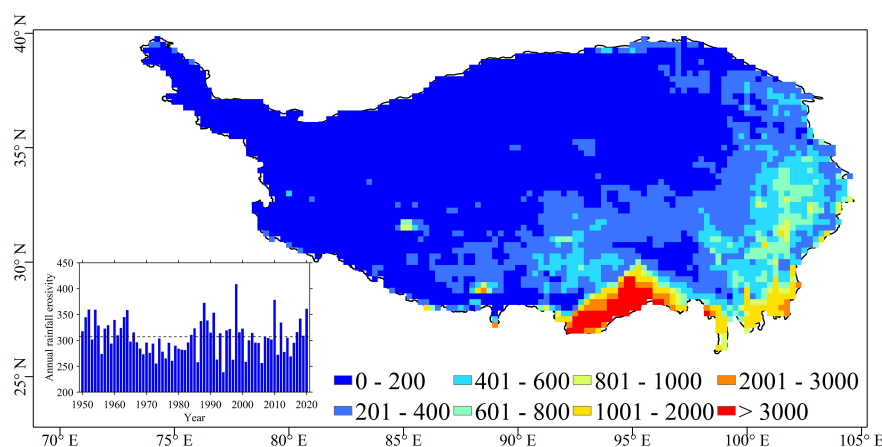 40° N
35° N
30° N
25° N
450
400
350
300
250
200
Annual rainfall erosivity
1950 1960 1970 1980 1990 2000 2010 2020
Year
0 - 200 401 - 600 801 - 1000 2001 - 3000
201 - 400 601 - 800 1001 - 2000 > 3000
70° E 75° E 80° E 85° E 90° E 95° E 100° E 105° E